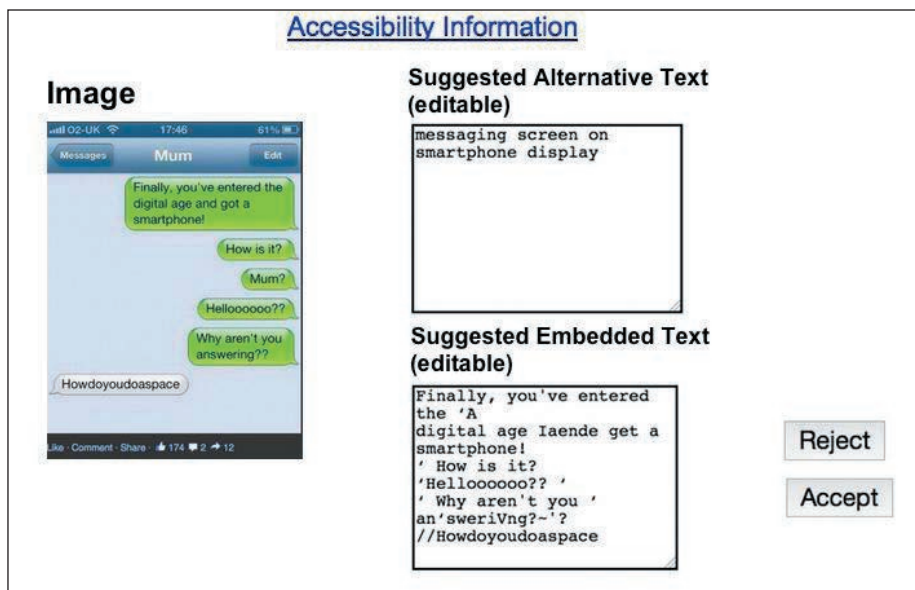 Accessibility Information
Image
O2-UK 17:46 61%
Messages Mum Edit
Finally, you've entered the
digital age and got a
smartphone!
How is it?
Mum?
Helloooooo??
Why aren't you
answering??
Howdoyoudoaspace
Like · Comment · Share · 174 2 12
Suggested Alternative Text
(editable)
messaging screen on
smartphone display
Suggested Embedded Text
(editable)
Finally, you've entered
the ‘A
digital age Iaende get a
smartphone!
‘ How is it?
‘Helloooooo?? ‘
‘ Why aren't you ‘
an‘sweriVng?~'?
//Howdoyoudoaspace
Reject
Accept